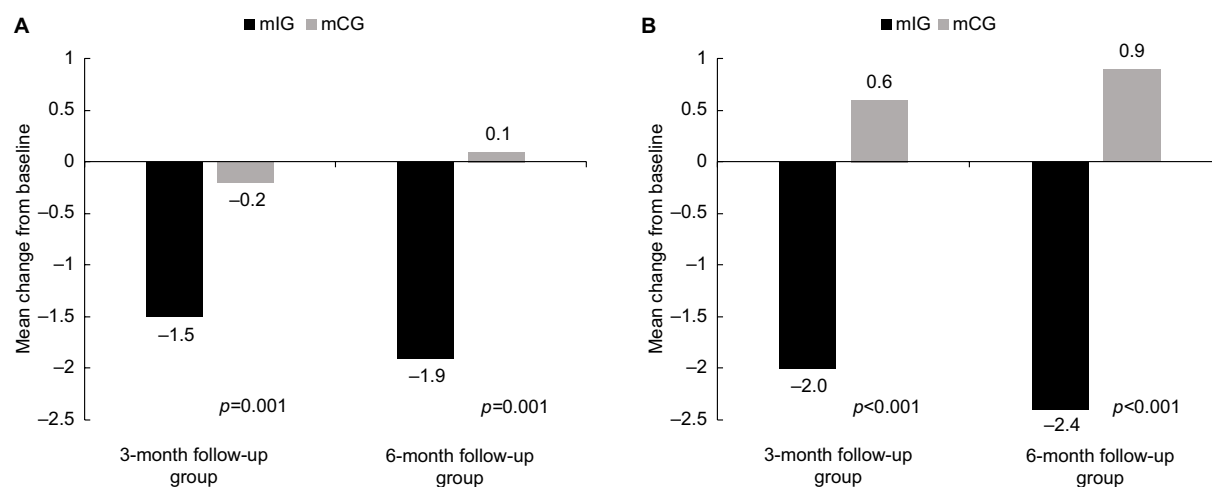 A
mIG mCG
Mean change from baseline
1
0.5
0
–0.5
–1
–1.5
–2
–2.5
–1.5
–0.2
–1.9
0.1
p=0.001
p=0.001
3-month follow-up
group
6-month follow-up
group
B
mIG mCG
Mean change from baseline
1
0.5
0
–0.5
–1
–1.5
–2
–2.5
0.6
–2.0
0.9
–2.4
p<0.001
p<0.001
3-month follow-up
group
6-month follow-up
group